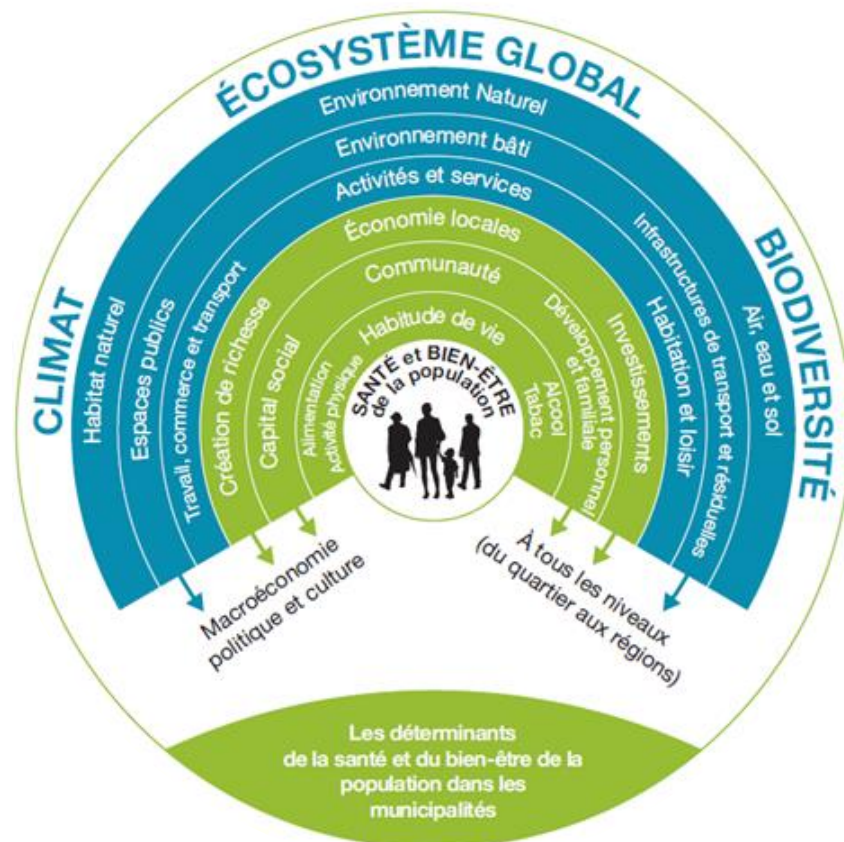 ÉCOSYSTÈME GLOBAL
CLIMAT
BIODIVERSITÉ
Environnement Naturel
Habitat naturel
Air, eau et sol
Environnement bâti
Espaces publics
Infrastructures de transport et résiduelles
Activités et services
Travail, commerce et transport
Habitation et loisir
Économie locales
Création de richesse
Investissements
Communauté
Capital social
Développement personnel
et familiale
Habitude de vie
Alimentation
Activité physique
Alcool
Tabac
SANTÉ et BIEN-ÊTRE
de la population
Macroéconomie
politique et culture
À tous les niveaux
(du quartier aux régions)
Les déterminants
de la santé et du bien-être de la
population dans les
municipalités